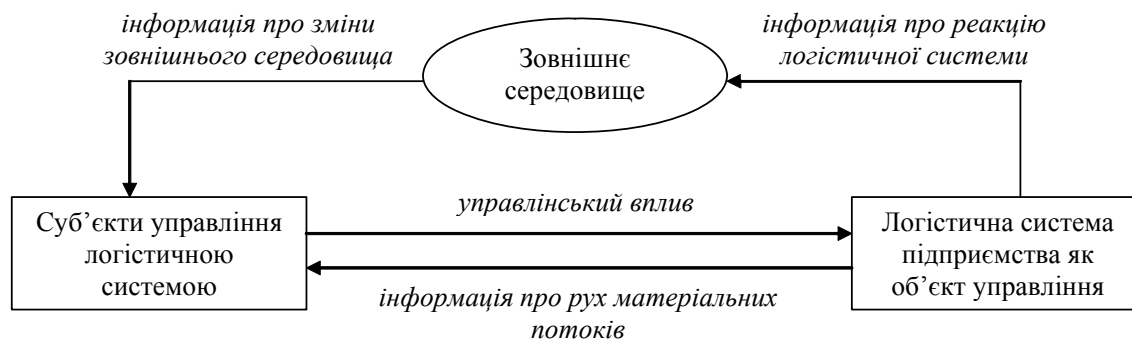 інформація про зміни
зовнішнього середовища
Зовнішнє
середовище
інформація про реакцію
логістичної системи
Суб’єкти управління
логістичною
системою
управлінський вплив
інформація про рух матеріальних
потоків
Логістична система
підприємства як
об’єкт управління